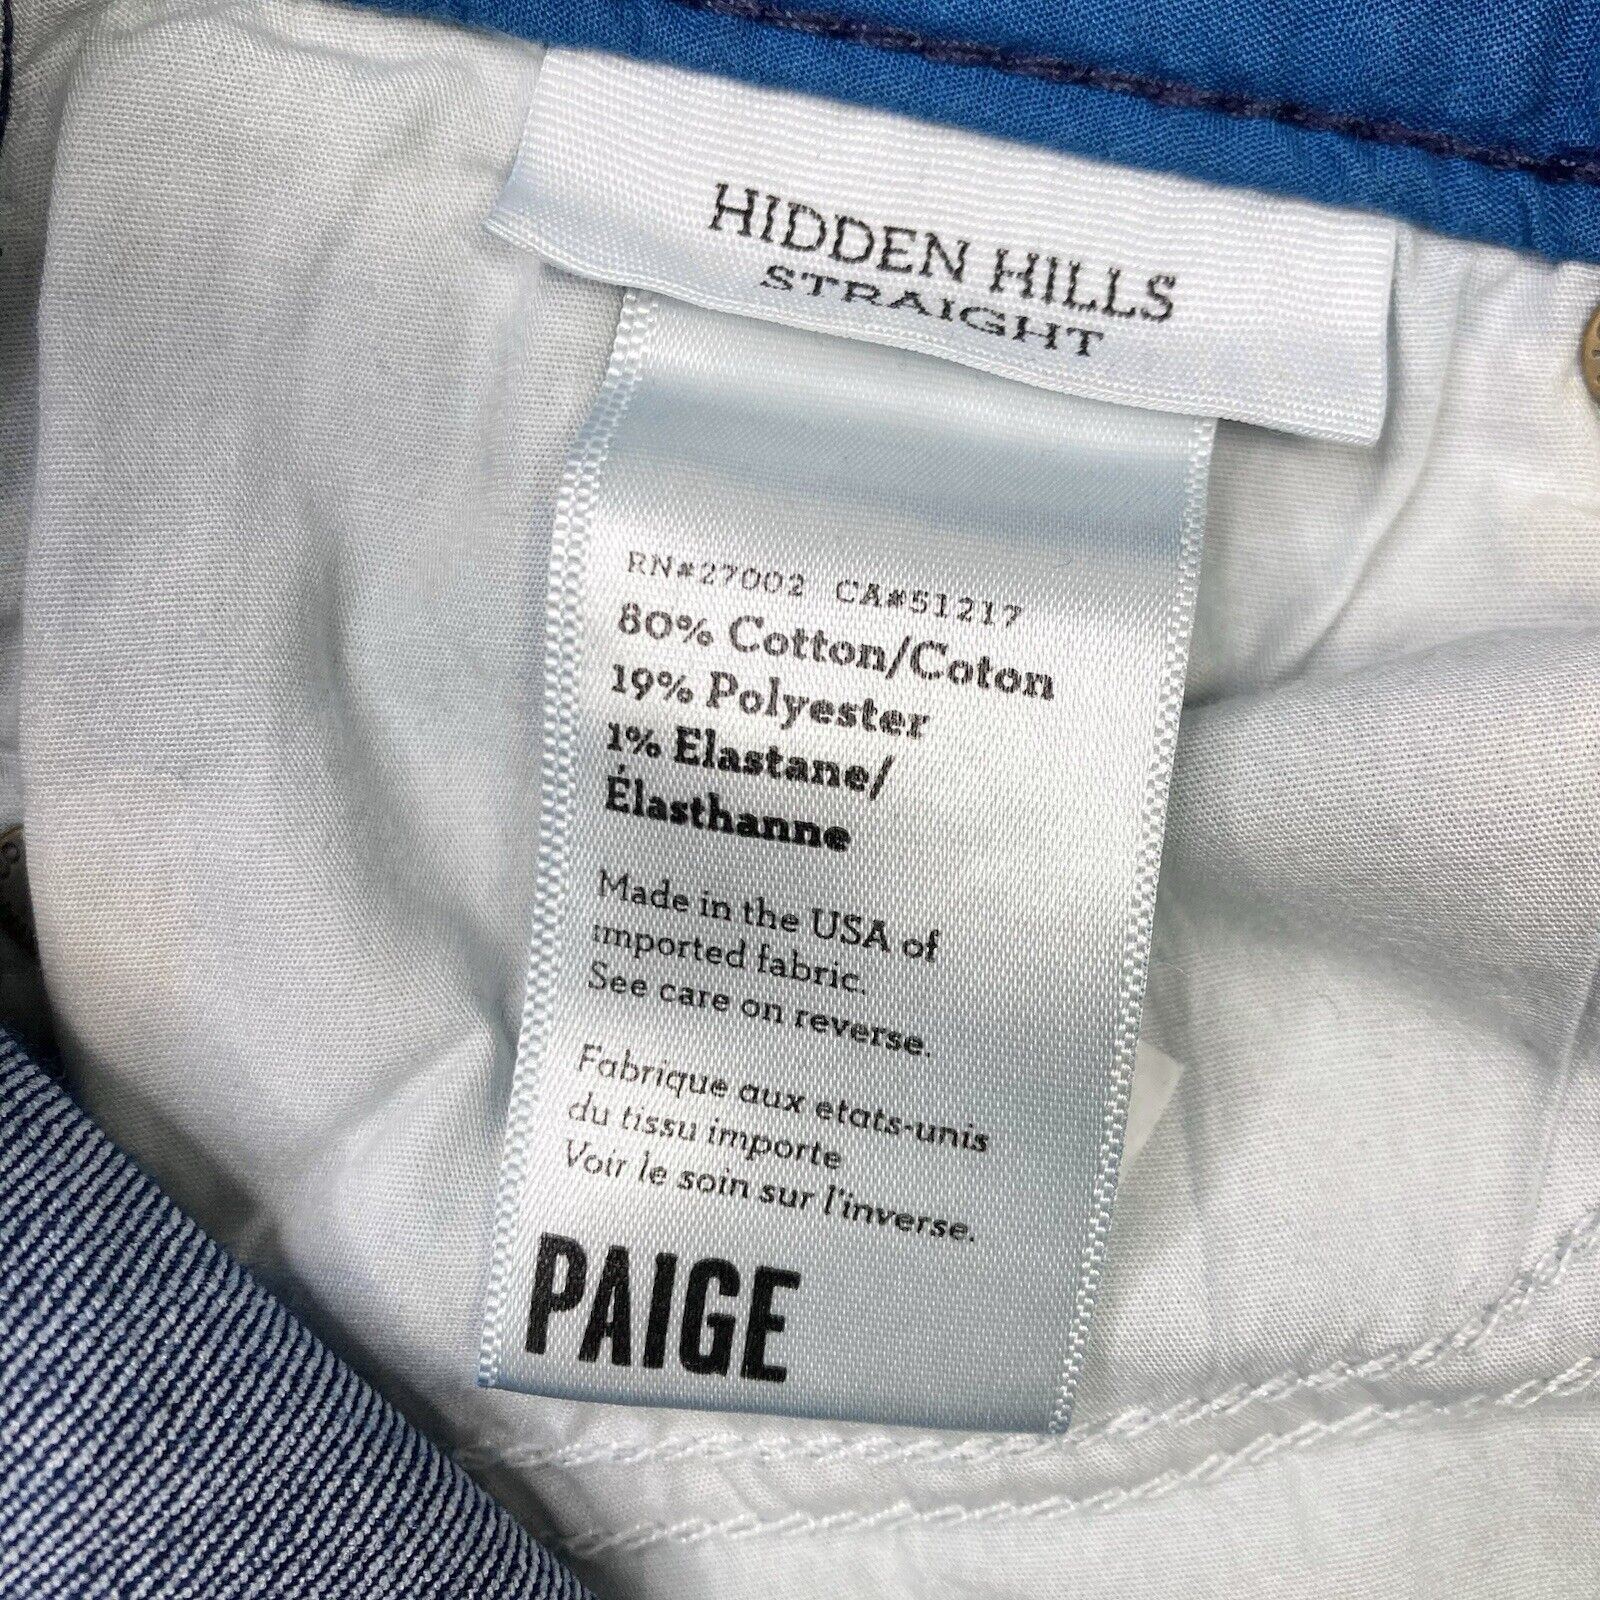 HIDDEN HILLS
STRAIGHT
RN#27002 CA#51217
80% Cotton/Coton
19% Polyester
1% Elastane/
Élasthanne
Made in the USA of
imported fabric.
See care on reverse.
Fabrique aux etats-unis
du tissu importe
Voir le soin sur l'inverse.
PAIGE